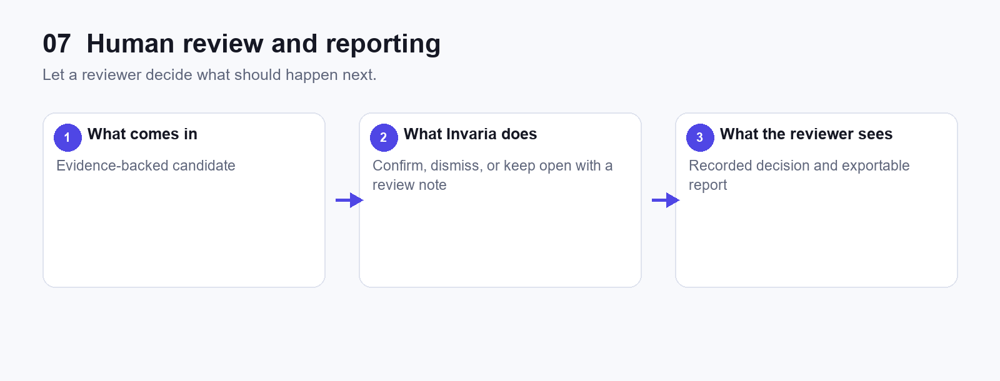 07 Human review and reporting
Let a reviewer decide what should happen next.
1 What comes in
Evidence-backed candidate
2 What Invaria does
Confirm, dismiss, or keep open with a
review note
3 What the reviewer sees
Recorded decision and exportable
report